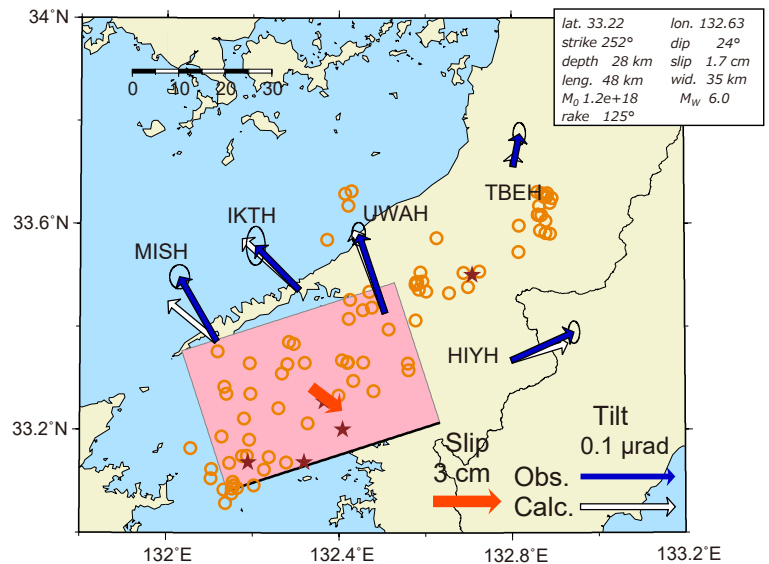 34°N
lat. 33.22 lon. 132.63
strike 252° dip 24°
depth 28 km slip 1.7 cm
leng. 48 km wid. 35 km
M₀ 1.2e+18 Mᴡ 6.0
rake 125°
0 10 20 30
TBEH
IKTH
UWAH
33.6°N
MISH
HIYH
33.2°N
Slip
3 cm
Tilt
0.1 μrad
Obs.
Calc.
132°E 132.4°E 132.8°E 133.2°E